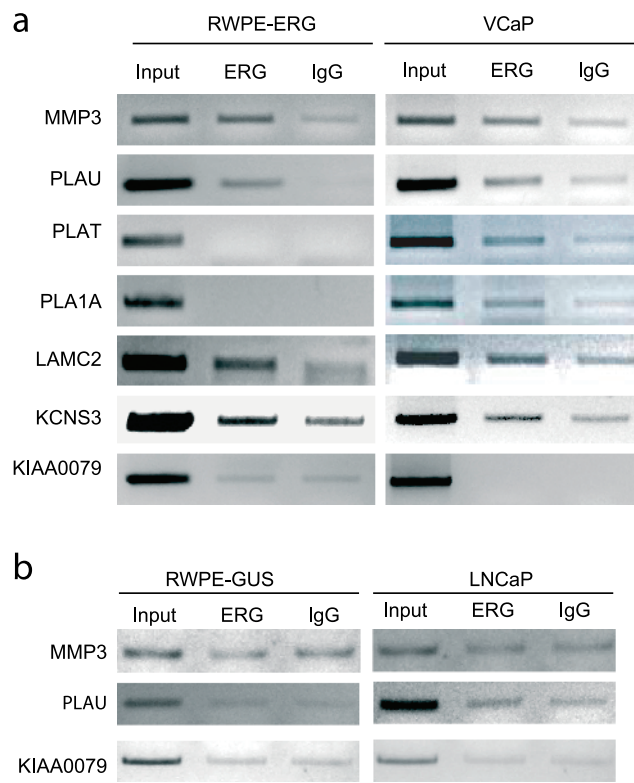 a
RWPE-ERG VCaP
Input ERG IgG Input ERG IgG
MMP3
PLAU
PLAT
PLA1A
LAMC2
KCNS3
KIAA0079
b
RWPE-GUS LNCaP
Input ERG IgG Input ERG IgG
MMP3
PLAU
KIAA0079